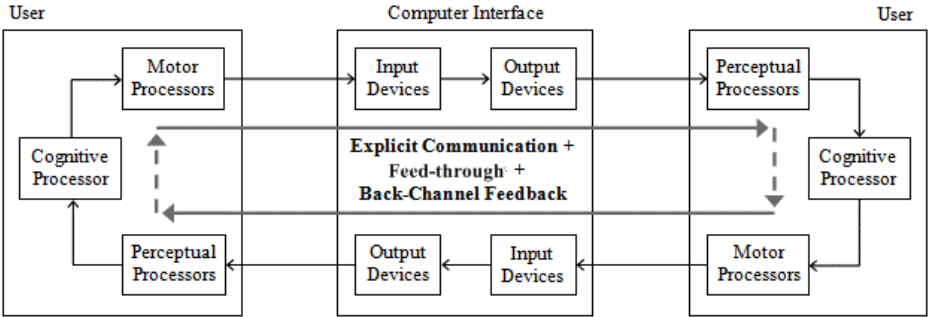 User
Computer Interface
User
Motor
Processors
Input
Devices
Output
Devices
Perceptual
Processors
Cognitive
Processor
Explicit Communication +
Feed-through +
Back-Channel Feedback
Cognitive
Processor
Perceptual
Processors
Output
Devices
Input
Devices
Motor
Processors